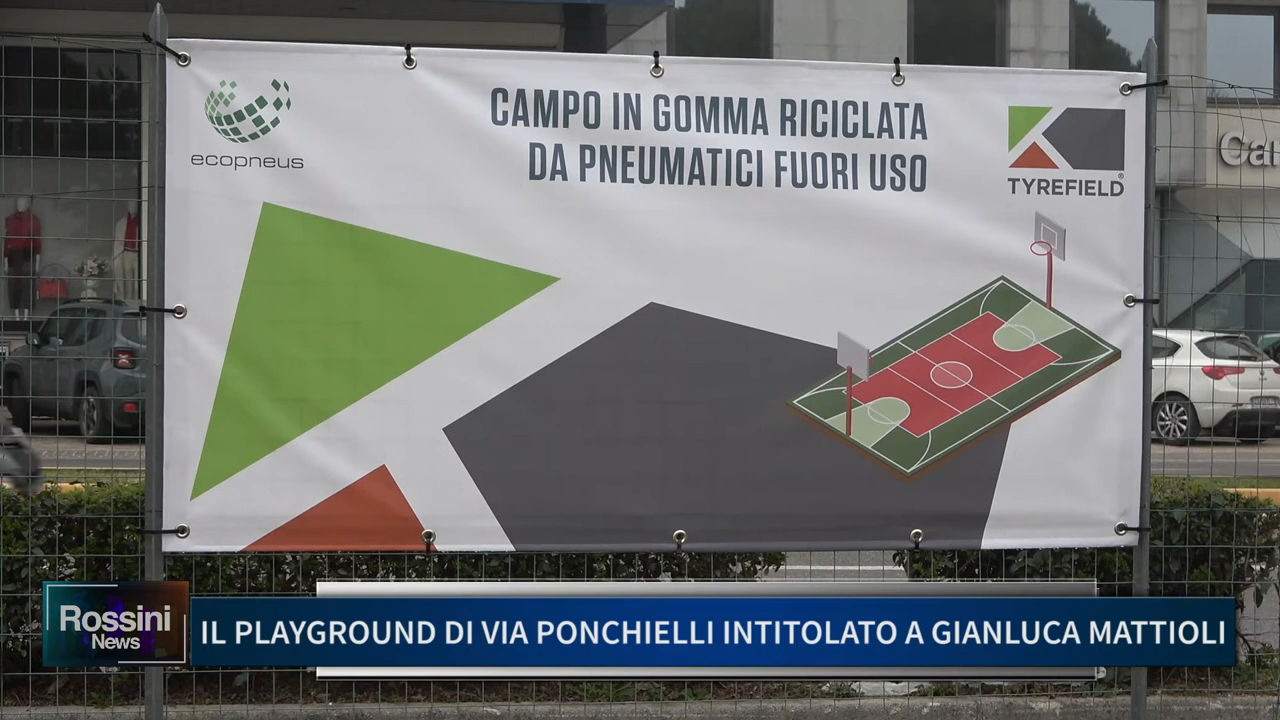 ecopneus
CAMPO IN GOMMA RICICLATA
DA PNEUMATICI FUORI USO
TYREFIELD®
Rossini
News
IL PLAYGROUND DI VIA PONCHIELLI INTITOLATO A GIANLUCA MATTIOLI